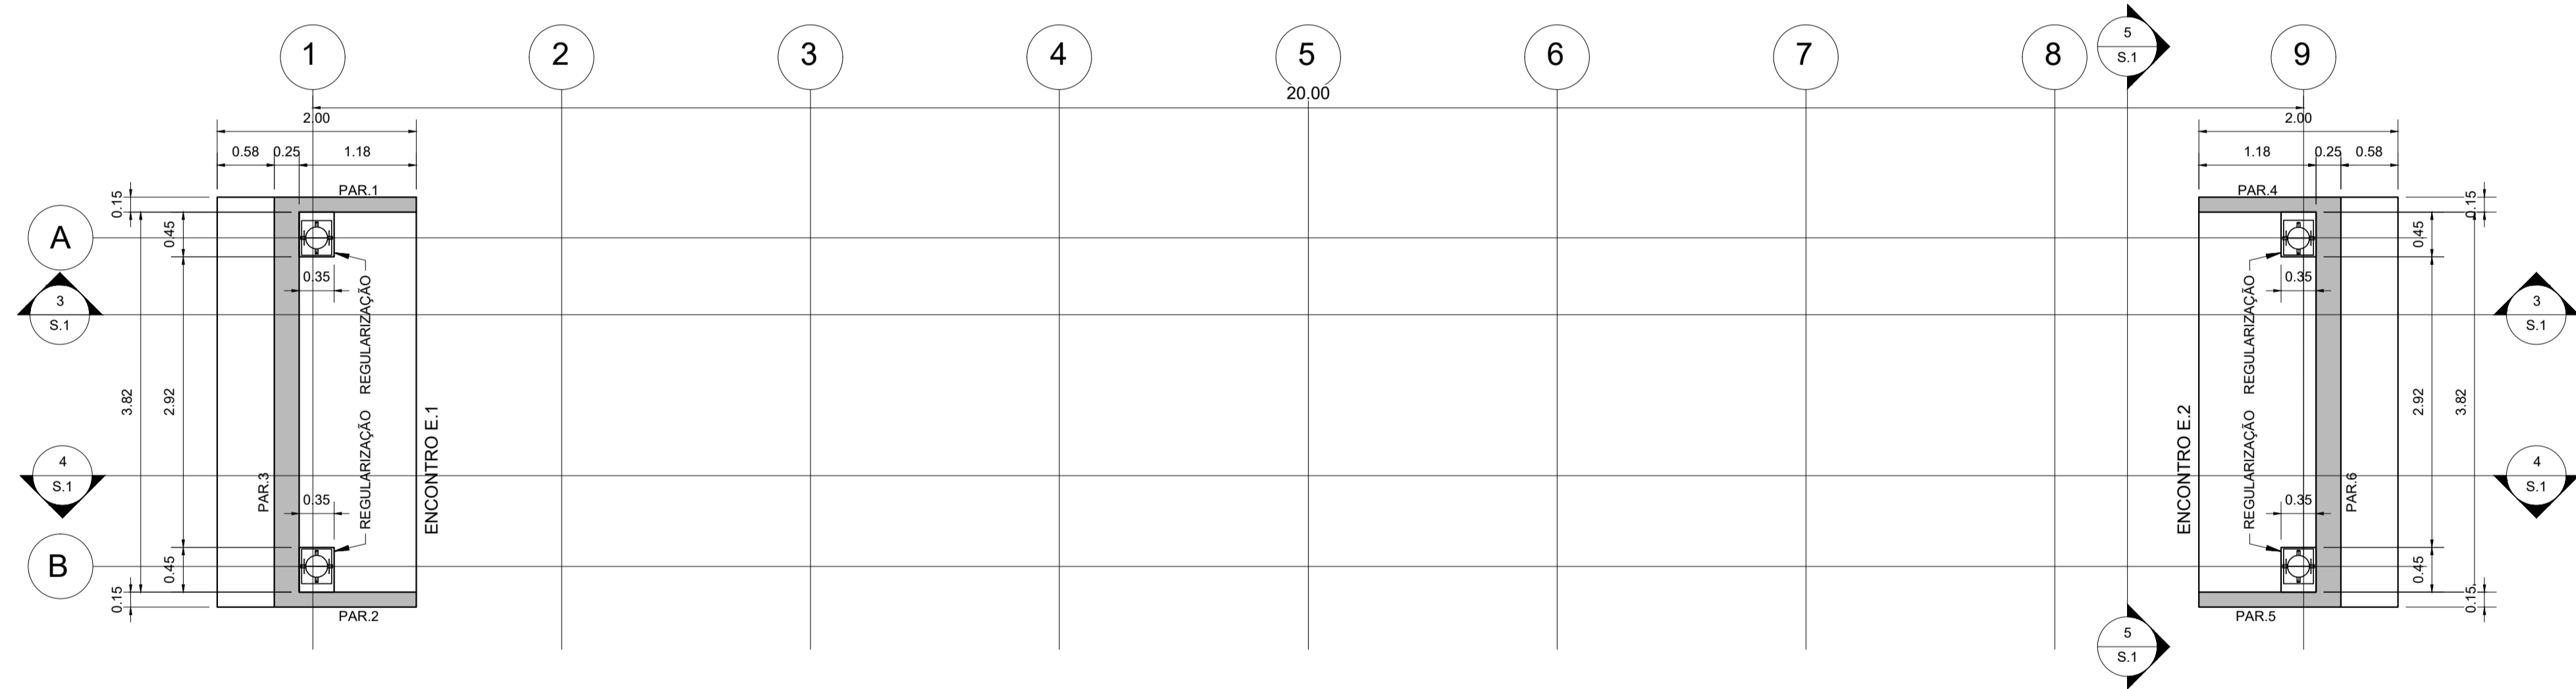 1
2
3
4
5
6
7
8
9
5
S.1
20.00
2.00
2.00
0.58 0.25 1.18
1.18 0.25 0.58
PAR.1
PAR.4
0.15
0.15
A
0.45
0.45
0.35
0.35
3
S.1
3
S.1
REGULARIZAÇÃO
REGULARIZAÇÃO
3.82
2.92
2.92
3.82
REGULARIZAÇÃO
REGULARIZAÇÃO
ENCONTRO E.1
ENCONTRO E.2
4
S.1
4
S.1
PAR.3
PAR.6
0.35
0.35
B
0.45
0.45
0.15
0.15
PAR.2
PAR.5
5
S.1